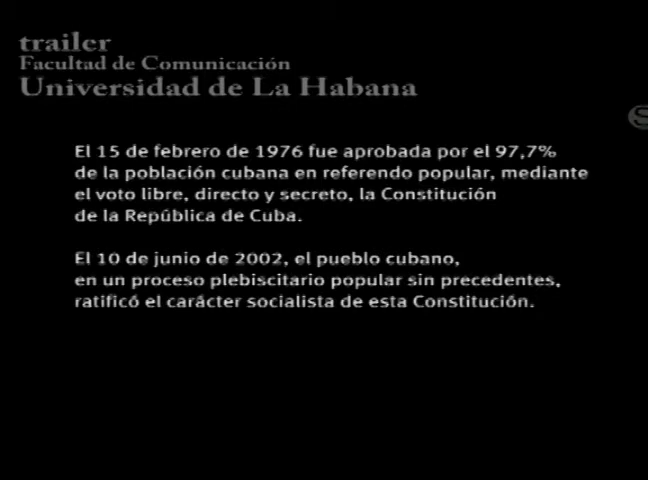 trailer
Facultad de Comunicación
Universidad de La Habana
S
El 15 de febrero de 1976 fue aprobada por el 97,7%
de la población cubana en referendo popular, mediante
el voto libre, directo y secreto, la Constitución
de la República de Cuba.
El 10 de junio de 2002, el pueblo cubano,
en un proceso plebiscitario popular sin precedentes,
ratificó el carácter socialista de esta Constitución.